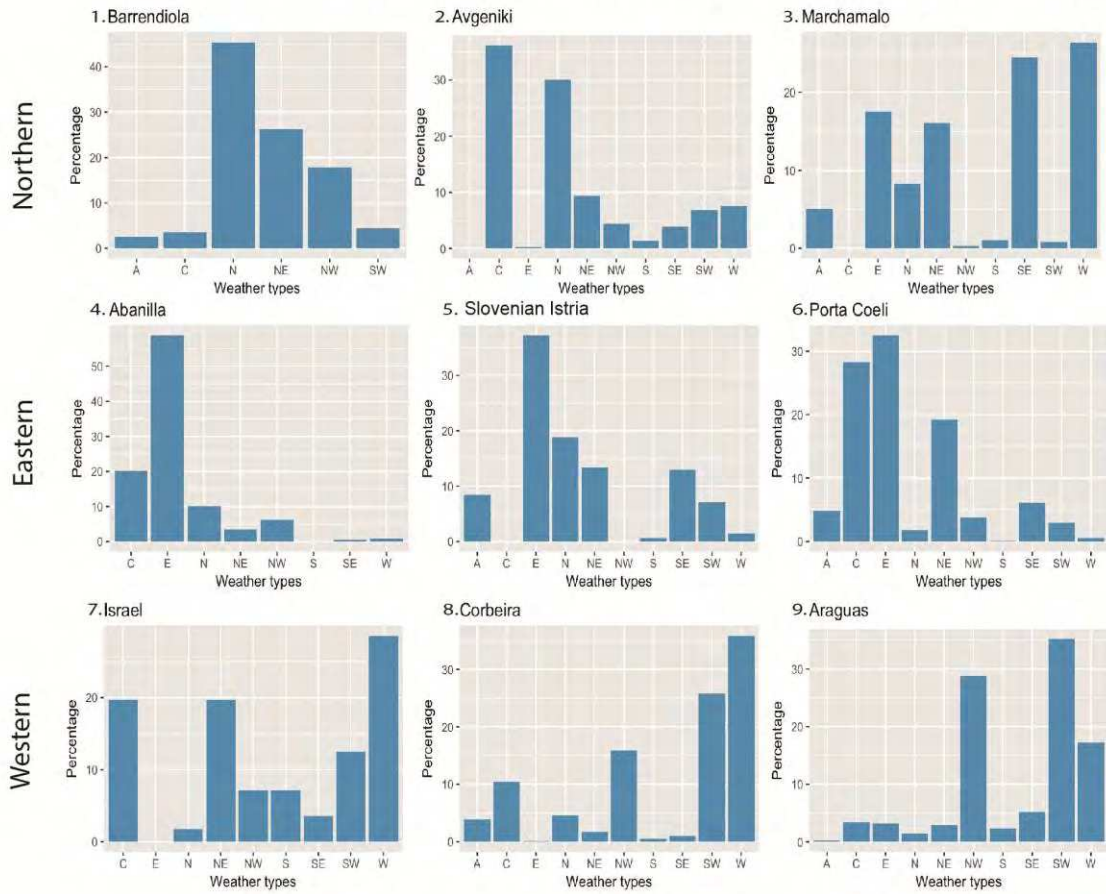 Northern
1. Barrendiola
Percentage
40
30
20
10
0
A C N NE NW SW
Weather types
2. Avgeniki
Percentage
30
20
10
0
C E N NE NW S SE SW W
Weather types
3. Marchamalo
Percentage
20
10
0
A C E N NE NW S SE SW W
Weather types
Eastern
4. Abanilla
Percentage
50
40
30
20
10
0
C E N NE NW S SE W
Weather types
5. Slovenian Istria
Percentage
30
20
10
0
A C E N NE NW S SE SW W
Weather types
6. Porta Coeli
Percentage
30
20
10
0
A C E N NE NW S SE SW W
Weather types
Western
7. Israel
Percentage
20
10
0
C E N NE NW S SE SW W
Weather types
8. Corbeira
Percentage
30
20
10
0
A C E N NE NW S SE SW W
Weather types
9. Araguas
Percentage
30
20
10
0
A C E N NE NW S SE SW W
Weather types